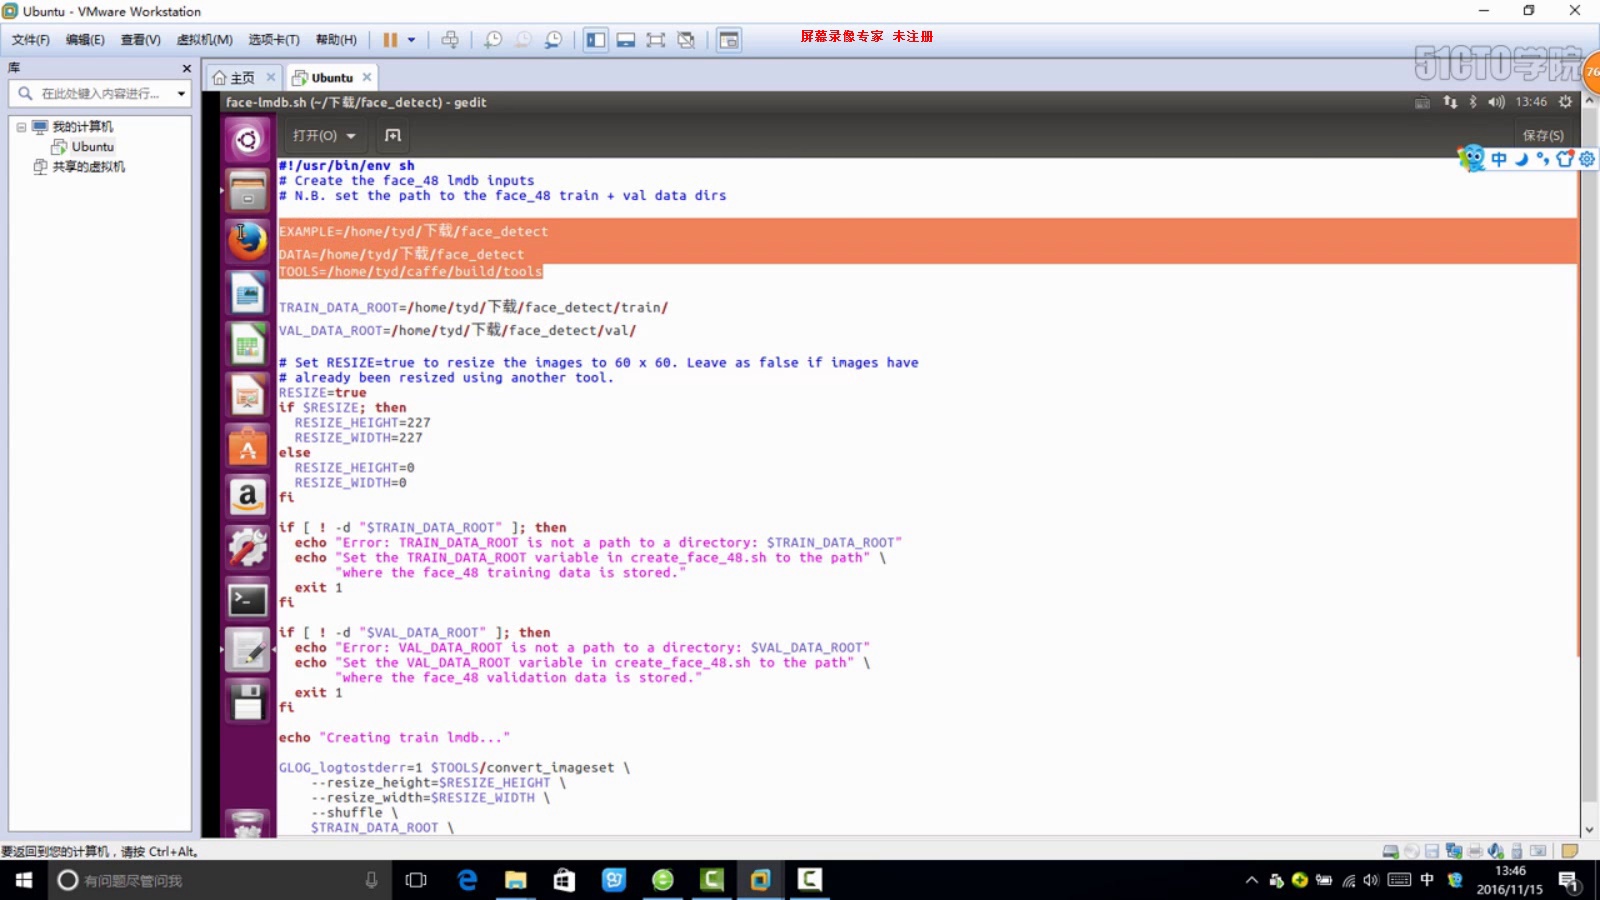 Ubuntu - VMware Workstation
文件(F) 编辑(E) 查看(V) 虚拟机(M) 选项卡(T) 帮助(H)
屏幕录像专家 未注册
51CTO学院
76
库
主页
Ubuntu
在此处键入内容进行...
face-lmdb.sh (~/下载/face_detect) - gedit
13:46
我的计算机
Ubuntu
共享的虚拟机
打开(O)
保存(S)
中
#!/usr/bin/env sh
# Create the face_48 lmdb inputs
# N.B. set the path to the face_48 train + val data dirs
EXAMPLE=/home/tyd/下载/face_detect
DATA=/home/tyd/下载/face_detect
TOOLS=/home/tyd/caffe/build/tools
TRAIN_DATA_ROOT=/home/tyd/下载/face_detect/train/
VAL_DATA_ROOT=/home/tyd/下载/face_detect/val/
# Set RESIZE=true to resize the images to 60 x 60. Leave as false if images have
# already been resized using another tool.
RESIZE=true
if $RESIZE; then
RESIZE_HEIGHT=227
RESIZE_WIDTH=227
else
RESIZE_HEIGHT=0
RESIZE_WIDTH=0
fi
if [ ! -d "$TRAIN_DATA_ROOT" ]; then
echo "Error: TRAIN_DATA_ROOT is not a path to a directory: $TRAIN_DATA_ROOT"
echo "Set the TRAIN_DATA_ROOT variable in create_face_48.sh to the path" \
"where the face_48 training data is stored."
exit 1
fi
if [ ! -d "$VAL_DATA_ROOT" ]; then
echo "Error: VAL_DATA_ROOT is not a path to a directory: $VAL_DATA_ROOT"
echo "Set the VAL_DATA_ROOT variable in create_face_48.sh to the path" \
"where the face_48 validation data is stored."
exit 1
fi
echo "Creating train lmdb..."
GLOG_logtostderr=1 $TOOLS/convert_imageset \
--resize_height=$RESIZE_HEIGHT \
--resize_width=$RESIZE_WIDTH \
--shuffle \
$TRAIN_DATA_ROOT \
要返回到您的计算机，请按 Ctrl+Alt。
有问题尽管问我
中
13:46
2016/11/15
1